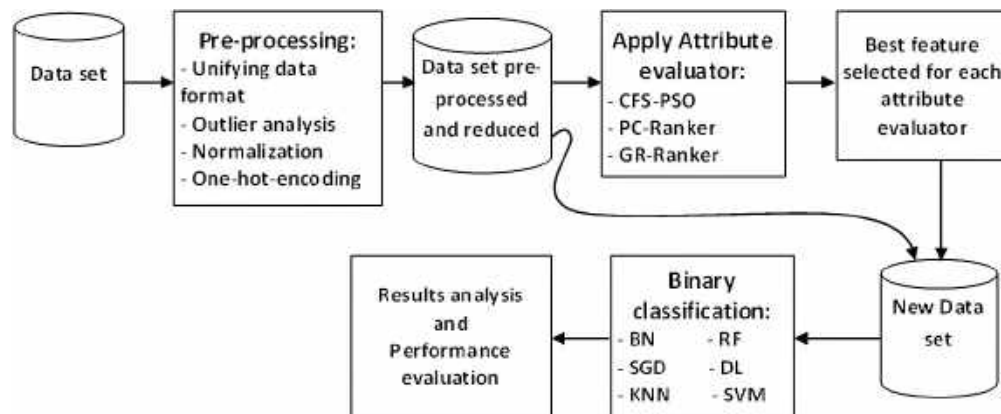 Data set
Pre-processing:
- Unifying data
format
- Outlier analysis
- Normalization
- One-hot-encoding
Data set pre-
processed
and reduced
Apply Attribute
evaluator:
- CFS-PSO
- PC-Ranker
- GR-Ranker
Best feature
selected for each
attribute
evaluator
New Data
set
Binary
classification:
- BN - RF
- SGD - DL
- KNN - SVM
Results analysis
and
Performance
evaluation